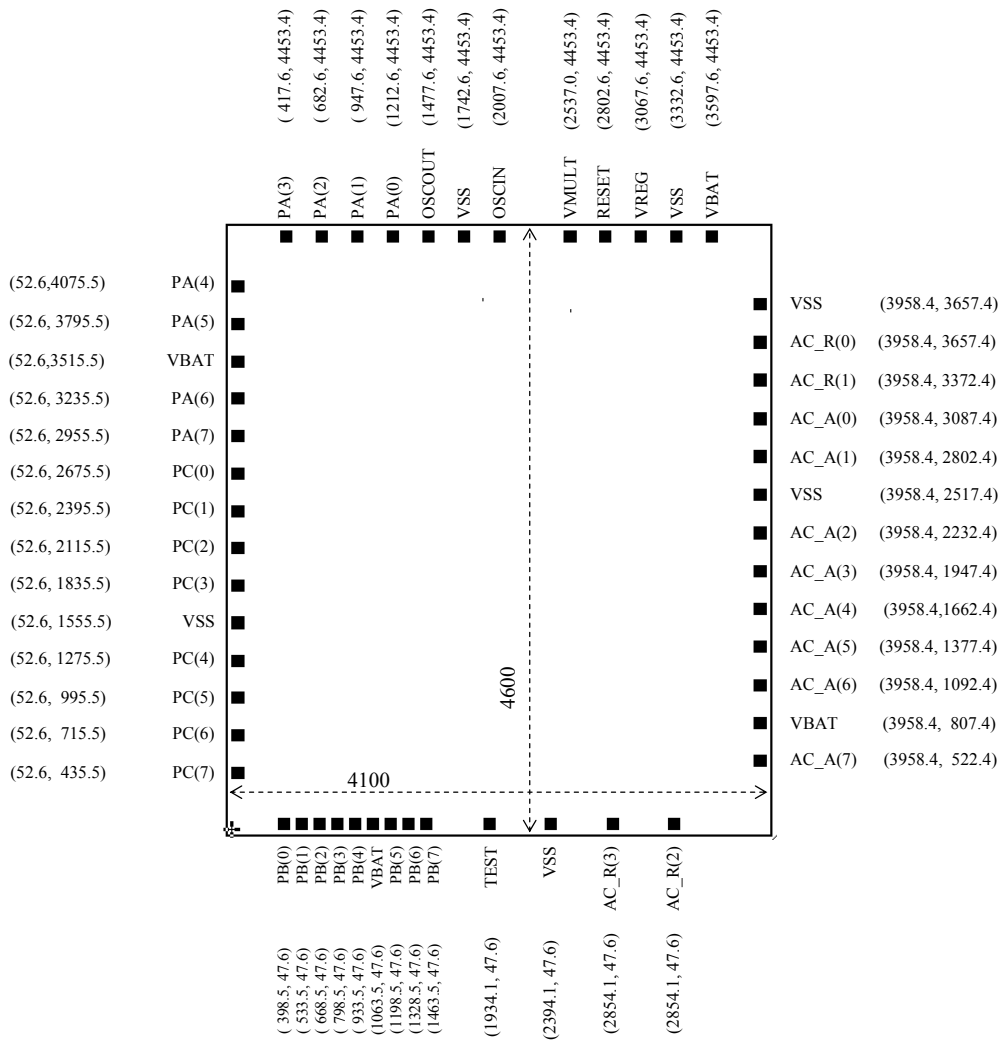 ( 417.6, 4453.4)
( 682.6, 4453.4)
( 947.6, 4453.4)
(1212.6, 4453.4)
(1477.6, 4453.4)
(1742.6, 4453.4)
(2007.6, 4453.4)
(2537.0, 4453.4)
(2802.6, 4453.4)
(3067.6, 4453.4)
(3332.6, 4453.4)
(3597.6, 4453.4)
PA(3)
PA(2)
PA(1)
PA(0)
OSCOUT
VSS
OSCIN
VMULT
RESET
VREG
VSS
VBAT
(52.6,4075.5) PA(4)
(52.6, 3795.5) PA(5)
(52.6,3515.5) VBAT
(52.6, 3235.5) PA(6)
(52.6, 2955.5) PA(7)
(52.6, 2675.5) PC(0)
(52.6, 2395.5) PC(1)
(52.6, 2115.5) PC(2)
(52.6, 1835.5) PC(3)
(52.6, 1555.5) VSS
(52.6, 1275.5) PC(4)
(52.6, 995.5) PC(5)
(52.6, 715.5) PC(6)
(52.6, 435.5) PC(7)
VSS (3958.4, 3657.4)
AC_R(0) (3958.4, 3657.4)
AC_R(1) (3958.4, 3372.4)
AC_A(0) (3958.4, 3087.4)
AC_A(1) (3958.4, 2802.4)
VSS (3958.4, 2517.4)
AC_A(2) (3958.4, 2232.4)
AC_A(3) (3958.4, 1947.4)
AC_A(4) (3958.4,1662.4)
AC_A(5) (3958.4, 1377.4)
AC_A(6) (3958.4, 1092.4)
VBAT (3958.4, 807.4)
AC_A(7) (3958.4, 522.4)
4600
4100
PB(0)
PB(1)
PB(2)
PB(3)
PB(4)
VBAT
PB(5)
PB(6)
PB(7)
TEST
VSS
AC_R(3)
AC_R(2)
( 398.5, 47.6)
( 533.5, 47.6)
( 668.5, 47.6)
( 798.5, 47.6)
( 933.5, 47.6)
(1063.5, 47.6)
(1198.5, 47.6)
(1328.5, 47.6)
(1463.5, 47.6)
(1934.1, 47.6)
(2394.1, 47.6)
(2854.1, 47.6)
(2854.1, 47.6)